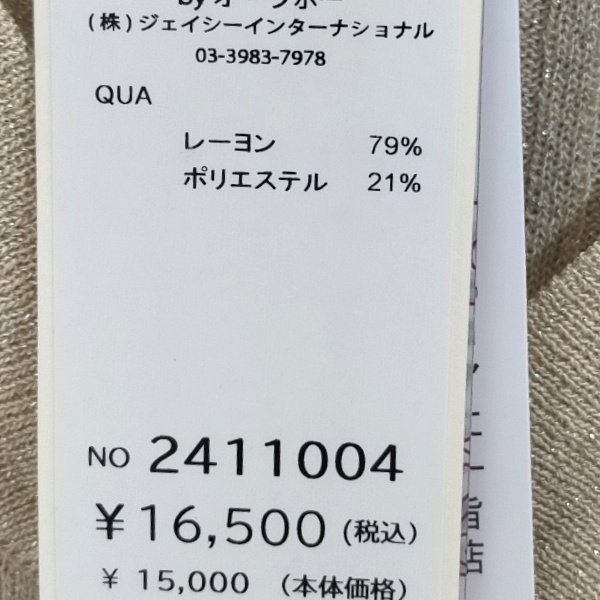 (株)ジェイシーインターナショナル
03-3983-7978
QUA
レーヨン 79%
ポリエステル 21%
NO 2411004
¥16,500 (税込)
¥ 15,000 (本体価格)